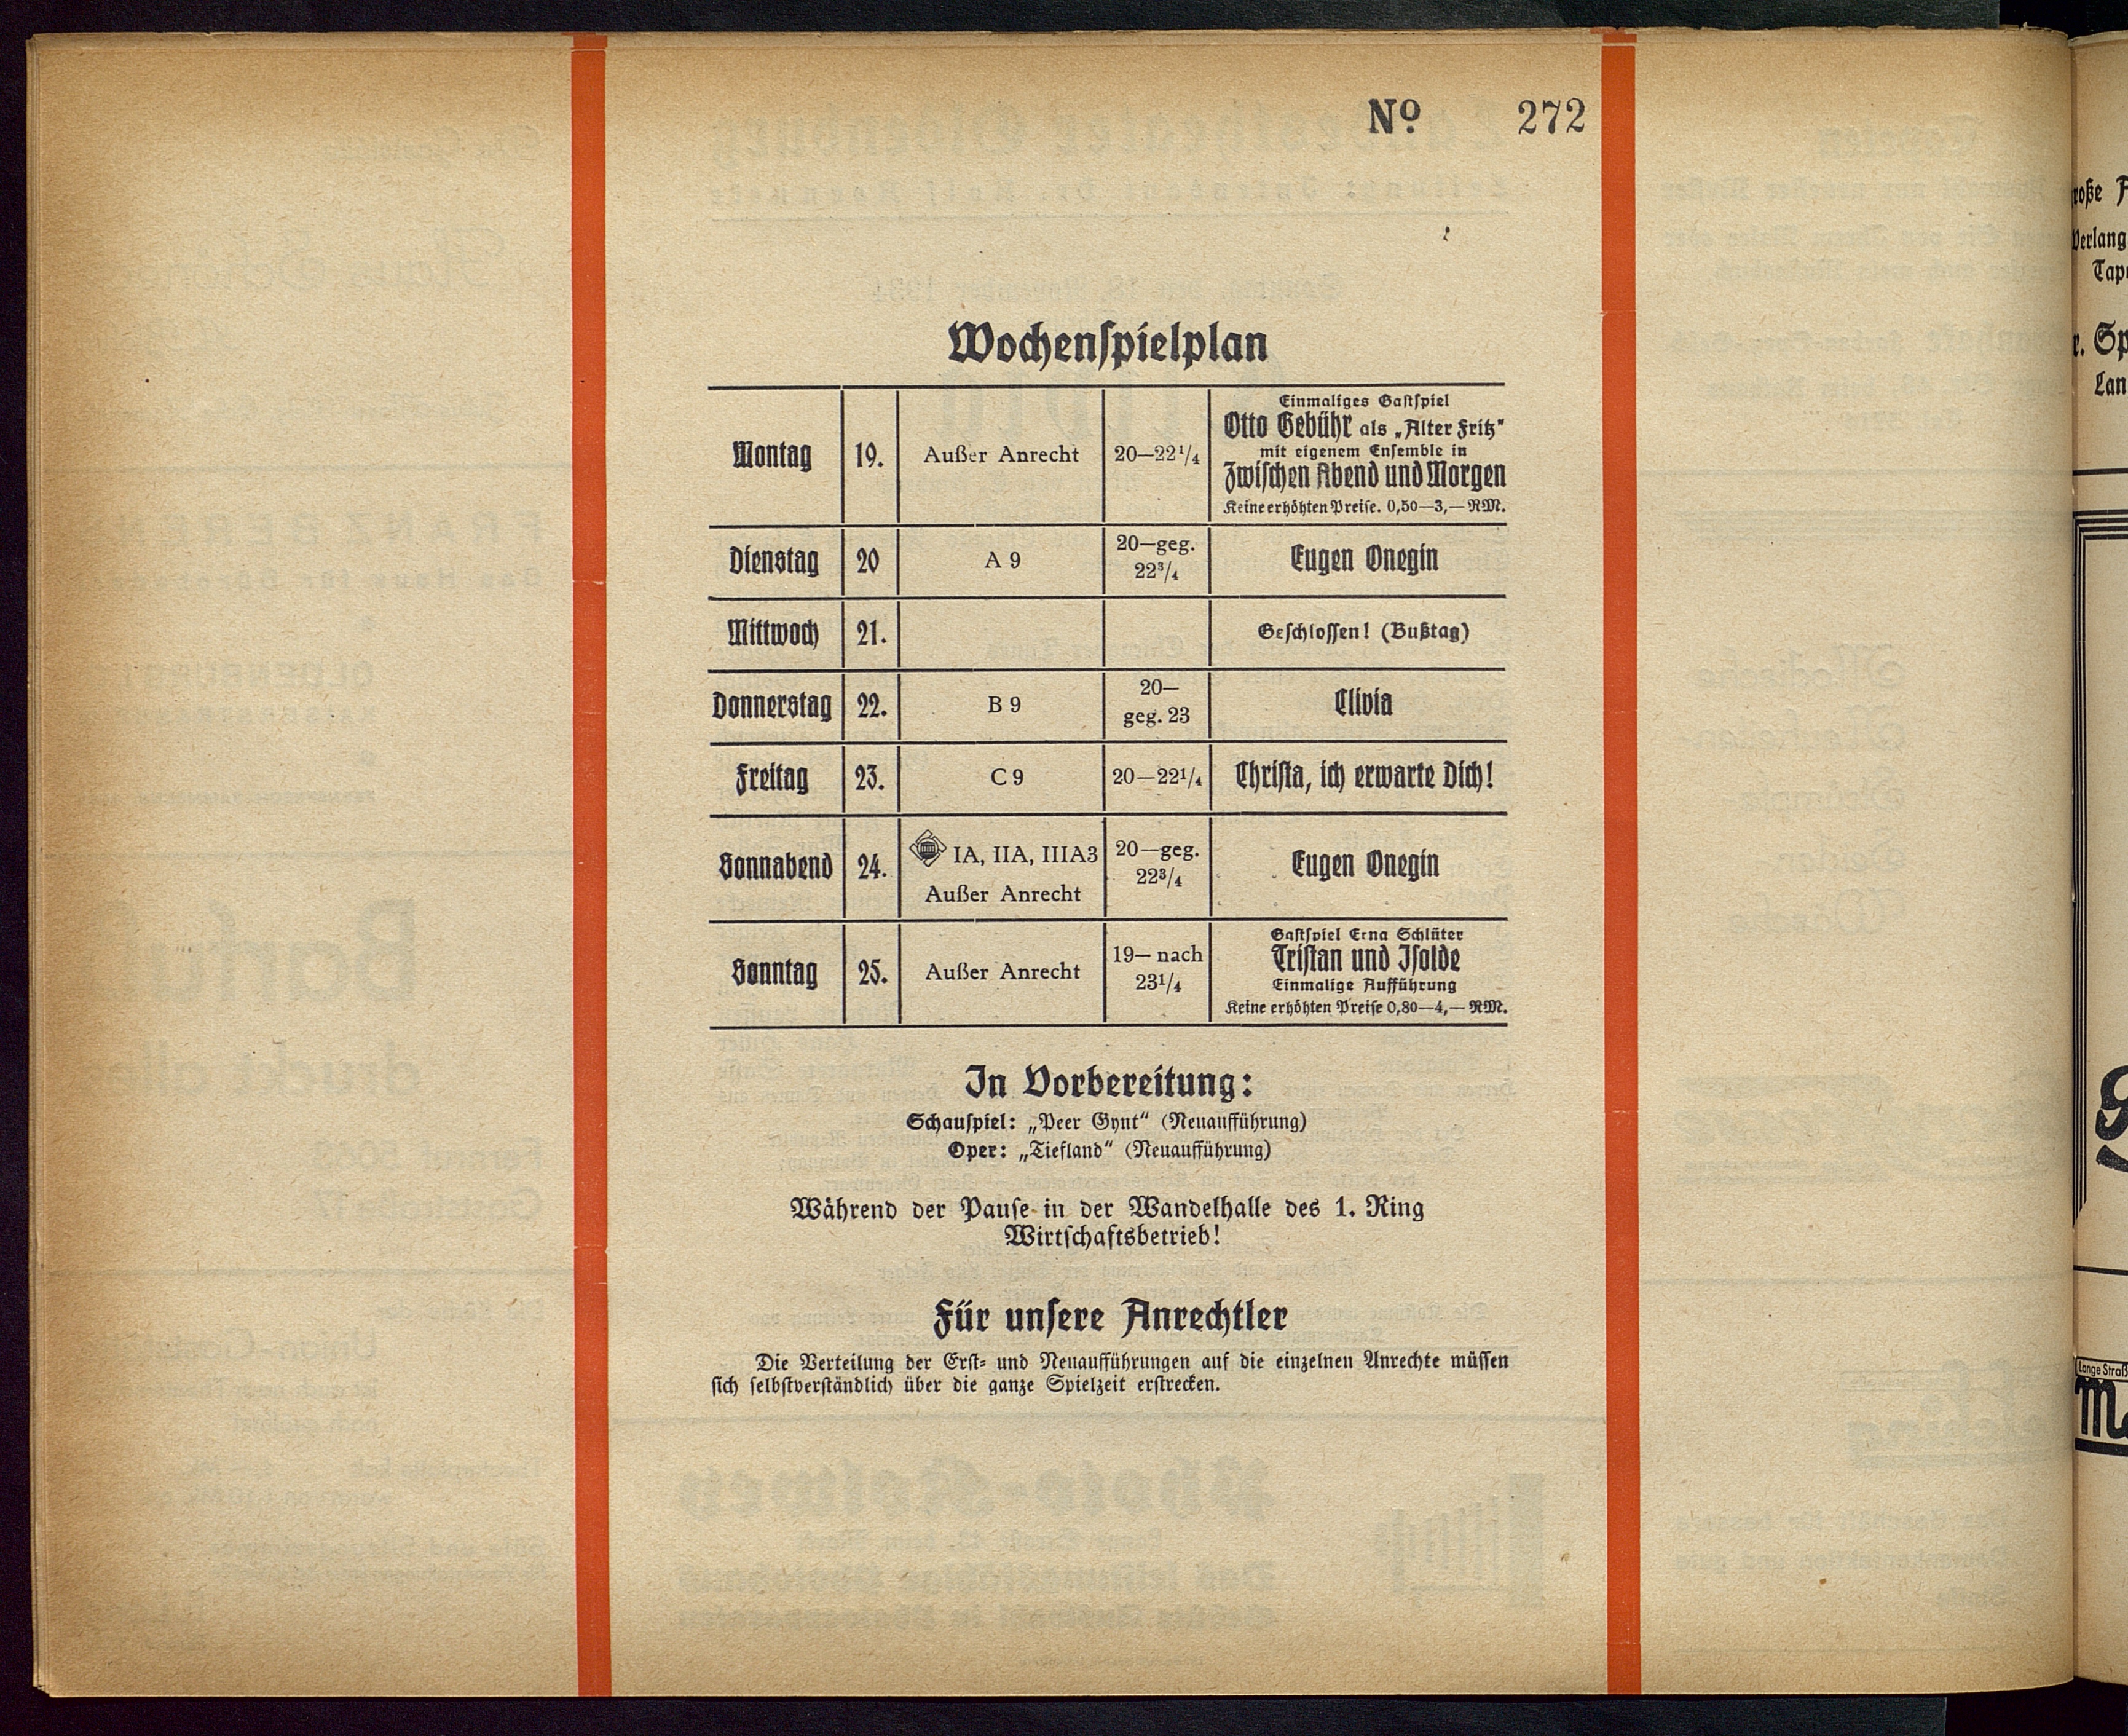 No. 272
Wochenspielplan
Montag 19. Außer Anrecht 20—22¹/₄ Einmaliges Gastspiel
Otto Gebühr als „Alter Fritz“
mit eigenem Ensemble in
Zwischen Abend und Morgen
Keine erhöhten Preise. 0,50—3,— RM.
Dienstag 20 A 9 20—geg. 22³/₄ Eugen Onegin
Mittwoch 21. Geschlossen! (Bußtag)
Donnerstag 22. B 9 20— geg. 23 Clivia
Freitag 23. C 9 20—22¹/₄ Christa, ich erwarte Dich!
Sonnabend 24. IA, IIA, IIIA3 Außer Anrecht 20—geg. 22³/₄ Eugen Onegin
Sonntag 25. Außer Anrecht 19— nach 23¹/₄ Gastspiel Erna Schlüter
Tristan und Isolde
Einmalige Aufführung
Keine erhöhten Preise 0,80—4,— RM.
In Vorbereitung:
Schauspiel: „Peer Gynt“ (Neuaufführung)
Oper: „Tiefland“ (Neuaufführung)
Während der Pause in der Wandelhalle des 1. Ring
Wirtschaftsbetrieb!
Für unsere Anrechtler
Die Verteilung der Erst- und Neuaufführungen auf die einzelnen Anrechte müssen
sich selbstverständlich über die ganze Spielzeit erstrecken.